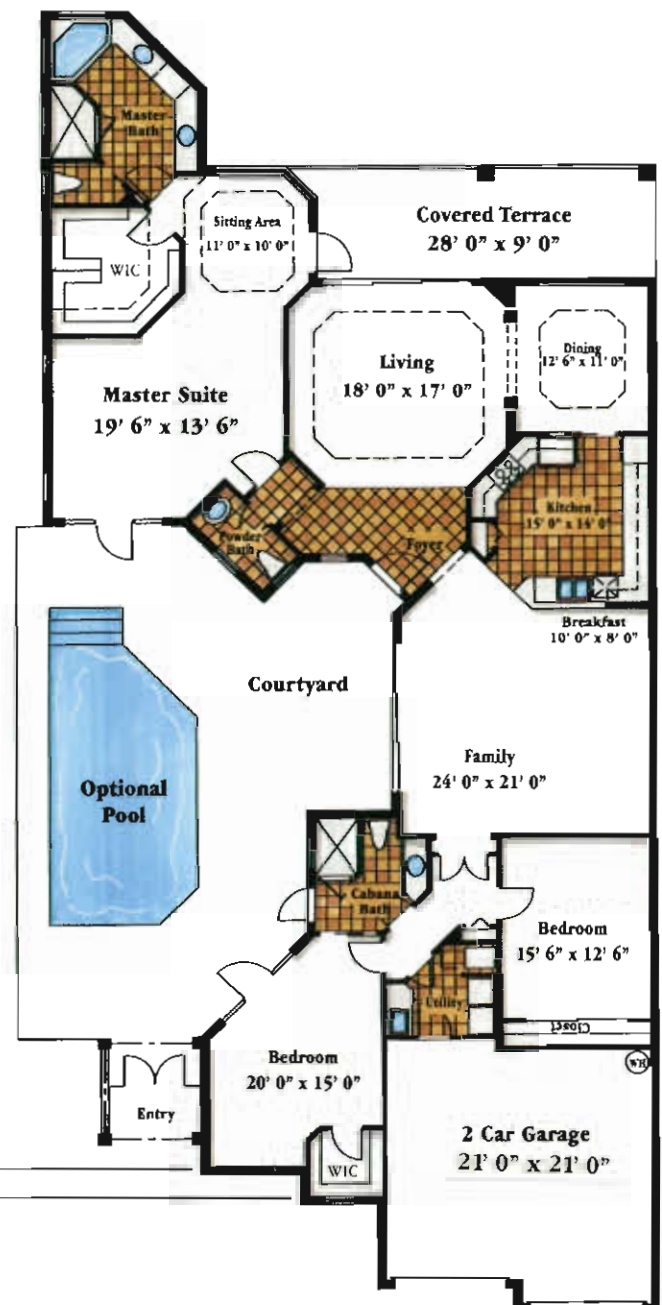 Master
Bath
Sitting Area
11' 0" x 10' 0"
WIC
Covered Terrace
28' 0" x 9' 0"
Living
18' 0" x 17' 0"
Dining
12' 6" x 11' 0"
Master Suite
19' 6" x 13' 6"
Kitchen
15' 0" x 14' 0"
Powder
Bath
Foyer
Breakfast
10' 0" x 8' 0"
Courtyard
Family
24' 0" x 21' 0"
Optional
Pool
Cabana
Bath
Bedroom
15' 6" x 12' 6"
Utility
Closet
Bedroom
20' 0" x 15' 0"
WH
Entry
2 Car Garage
21' 0" x 21' 0"
WIC